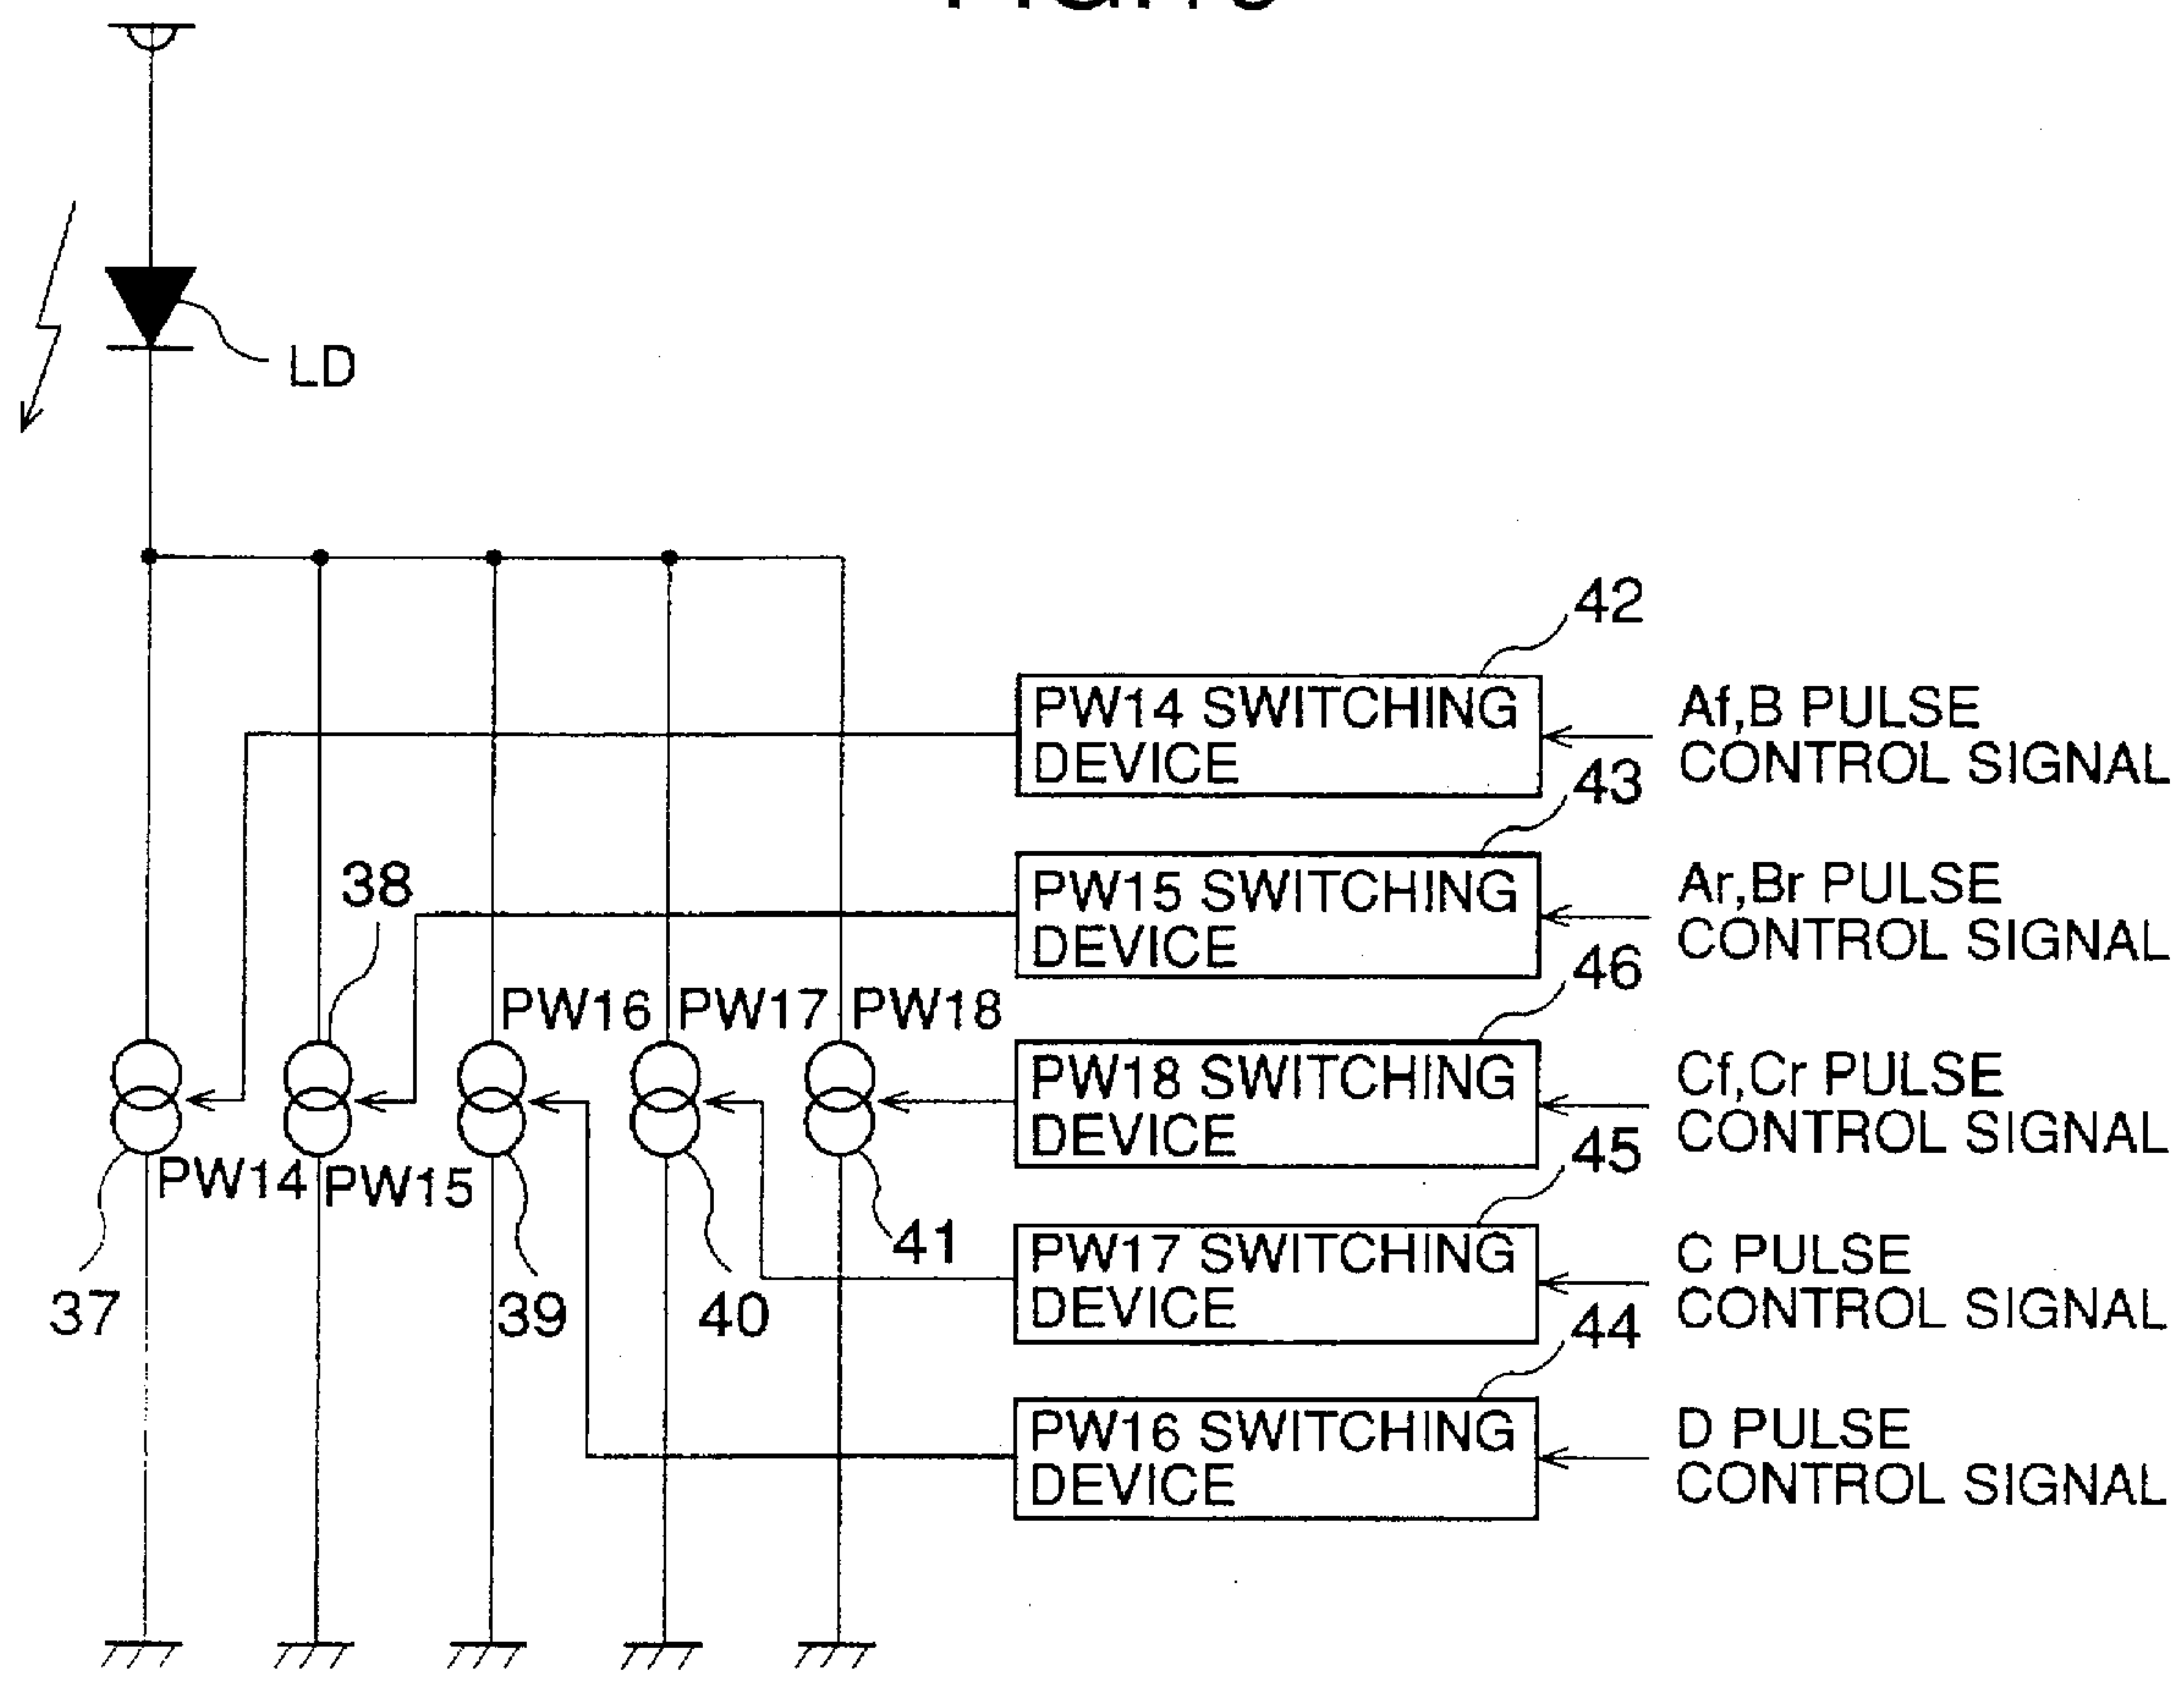 LD
42
PW14 SWITCHING
DEVICE
Af,B PULSE
CONTROL SIGNAL
43
PW15 SWITCHING
DEVICE
Ar,Br PULSE
CONTROL SIGNAL
38
46
PW16 PW17 PW18
PW18 SWITCHING
DEVICE
Cf,Cr PULSE
CONTROL SIGNAL
45
PW14 PW15
41
PW17 SWITCHING
DEVICE
C PULSE
CONTROL SIGNAL
37
39
40
44
PW16 SWITCHING
DEVICE
D PULSE
CONTROL SIGNAL